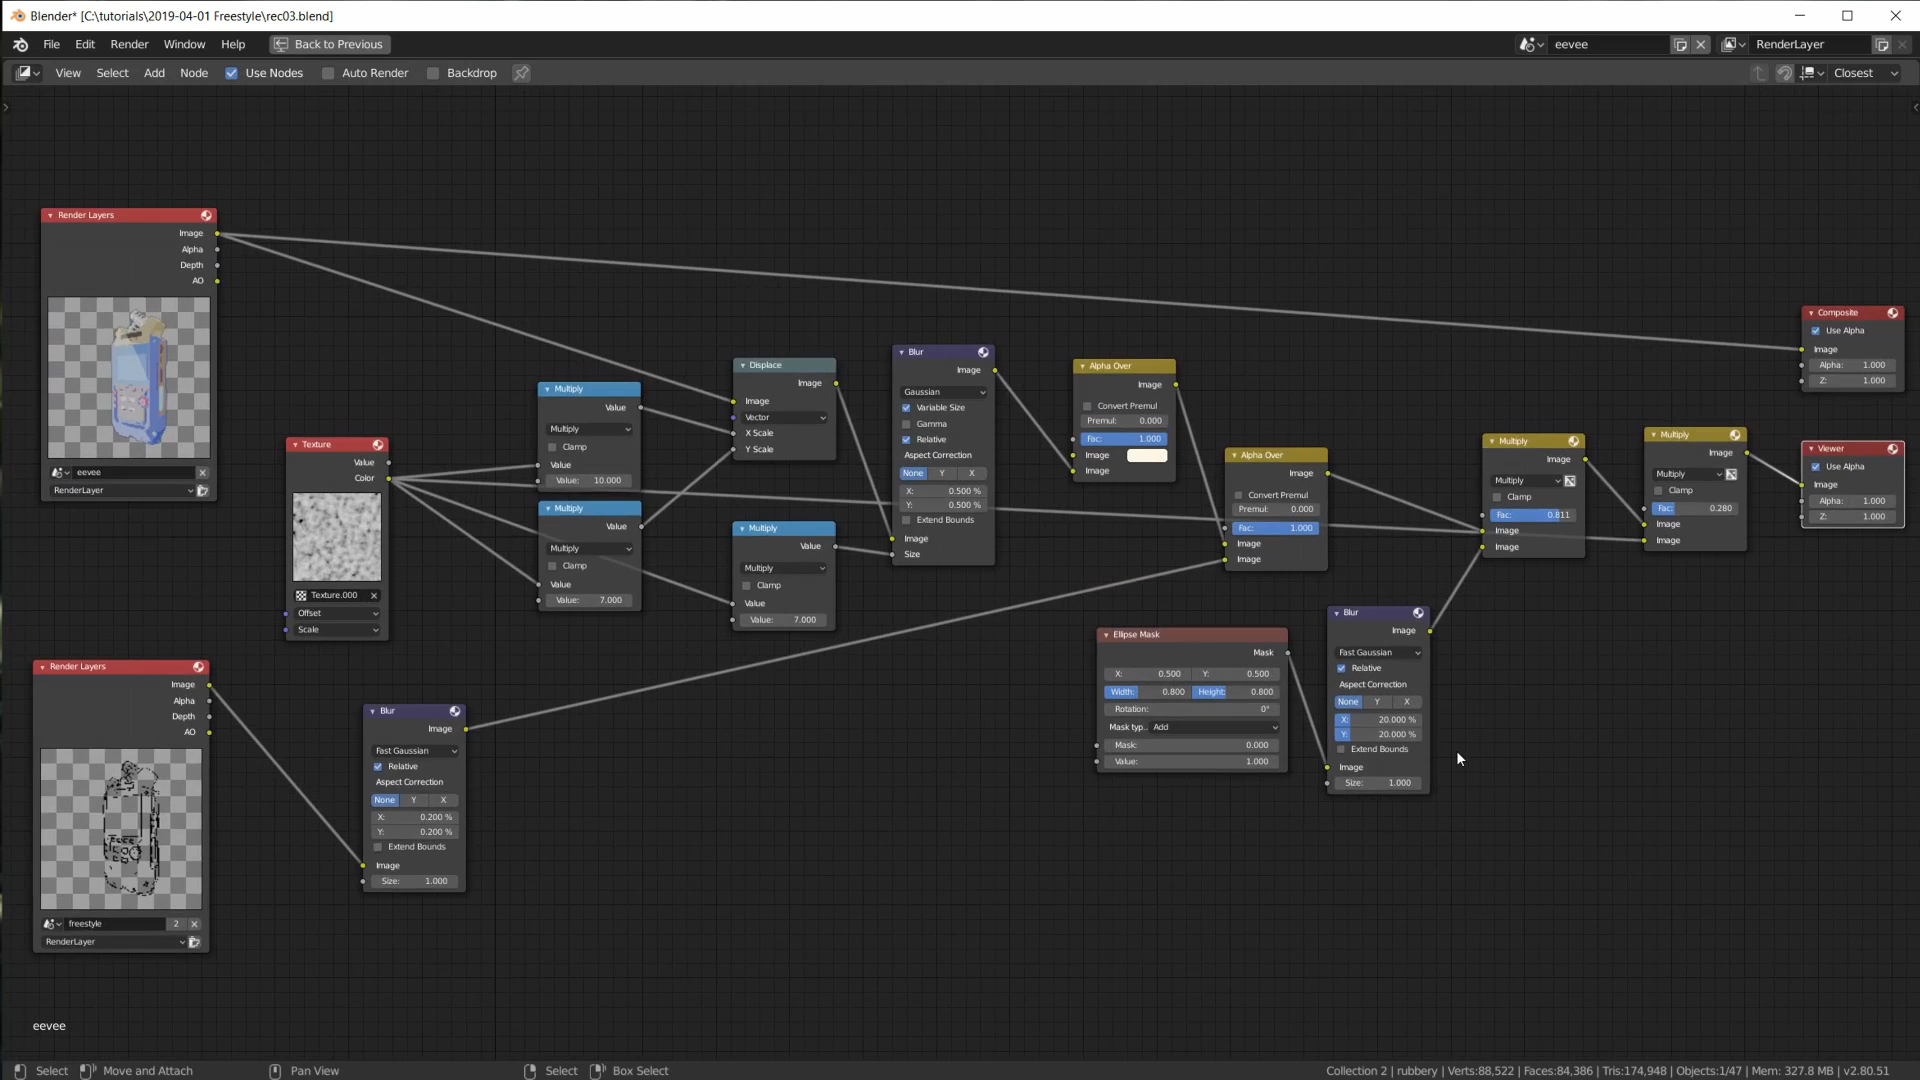 Blender* [C:\tutorials\2019-04-01 Freestyle\rec03.blend]
File Edit Render Window Help Back to Previous eevee RenderLayer
View Select Add Node Use Nodes Auto Render Backdrop Closest
Render Layers
Image
Alpha
Depth
AO
eevee
RenderLayer
Texture
Value
Color
Texture.000
Offset
Scale
Render Layers
Image
Alpha
Depth
AO
freestyle 2
RenderLayer
Blur
Image
Fast Gaussian
Relative
Aspect Correction
None Y X
X: 0.200 %
Y: 0.200 %
Extend Bounds
Image
Size: 1.000
Multiply
Value
Multiply
Clamp
Value
Value: 10.000
Multiply
Value
Multiply
Clamp
Value
Value: 7.000
Displace
Image
Image
Vector
X Scale
Y Scale
Multiply
Value
Multiply
Clamp
Value
Value: 7.000
Blur
Image
Gaussian
Variable Size
Gamma
Relative
Aspect Correction
None Y X
X: 0.500 %
Y: 0.500 %
Extend Bounds
Image
Size
Alpha Over
Image
Convert Premul
Premul: 0.000
Fac: 1.000
Image
Image
Alpha Over
Image
Convert Premul
Premul: 0.000
Fac: 1.000
Image
Image
Ellipse Mask
Mask
X: 0.500 Y: 0.500
Width: 0.800 Height: 0.800
Rotation: 0°
Mask typ.. Add
Mask: 0.000
Value: 1.000
Blur
Image
Fast Gaussian
Relative
Aspect Correction
None Y X
X: 20.000 %
Y: 20.000 %
Extend Bounds
Image
Size: 1.000
Multiply
Image
Multiply
Clamp
Fac: 0.811
Image
Image
Multiply
Image
Multiply
Clamp
Fac: 0.280
Image
Image
Composite
Use Alpha
Image
Alpha: 1.000
Z: 1.000
Viewer
Use Alpha
Image
Alpha: 1.000
Z: 1.000
eevee
Select Move and Attach Pan View Select Box Select Collection 2 | rubbery | Verts:88,522 | Faces:84,386 | Tris:174,948 | Objects:1/47 | Mem: 327.8 MB | v2.80.51